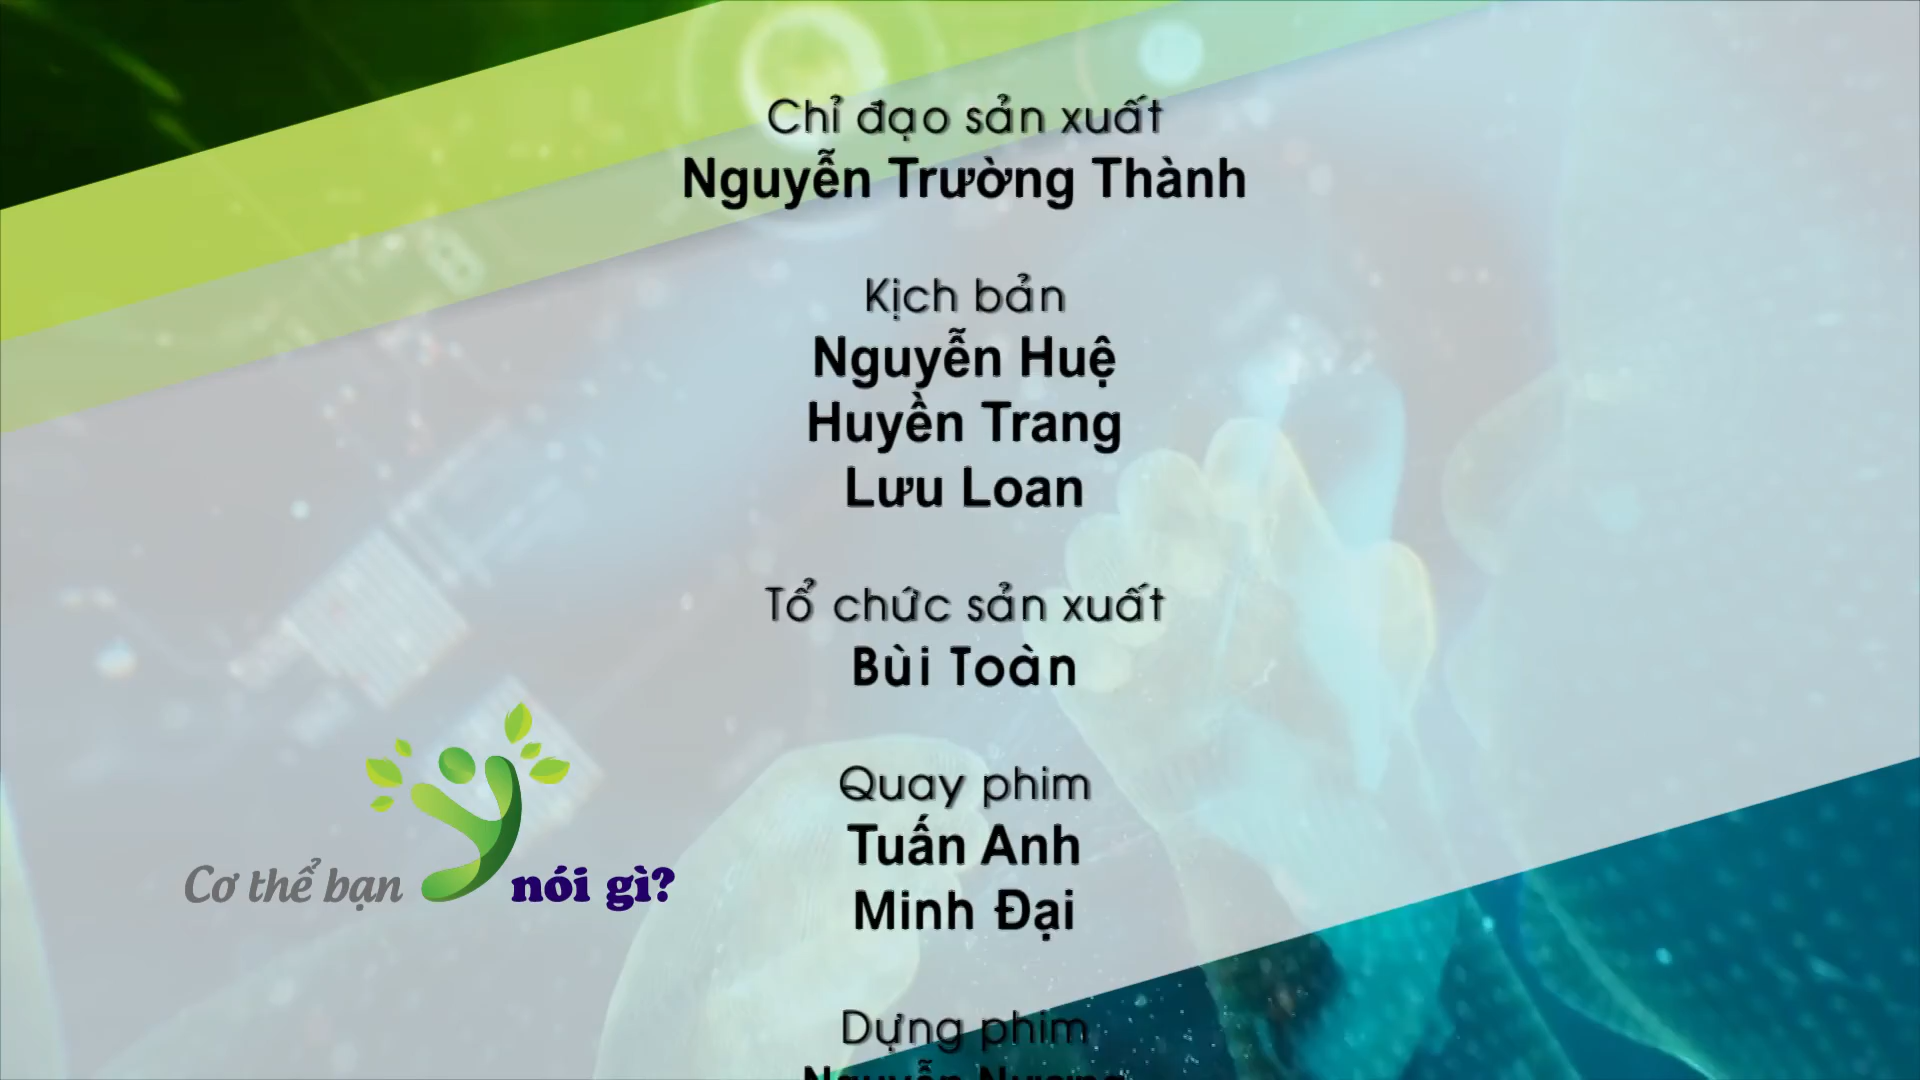 Chỉ đạo sản xuất
Nguyễn Trường Thành
Kịch bản
Nguyễn Huệ
Huyền Trang
Lưu Loan
Tổ chức sản xuất
Bùi Toàn
Quay phim
Tuấn Anh
Minh Đại
Cơ thể bạn nói gì?
Dựng phim
Nguyễn